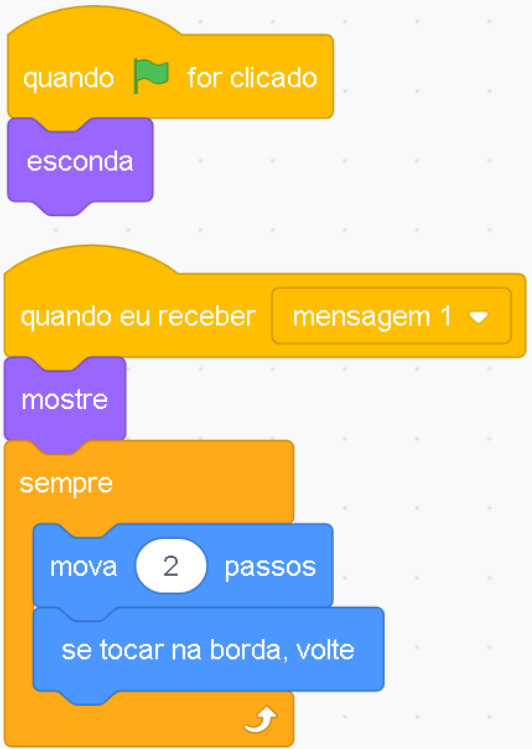 quando for clicado
esconda
quando eu receber mensagem 1
mostre
sempre
mova 2 passos
se tocar na borda, volte